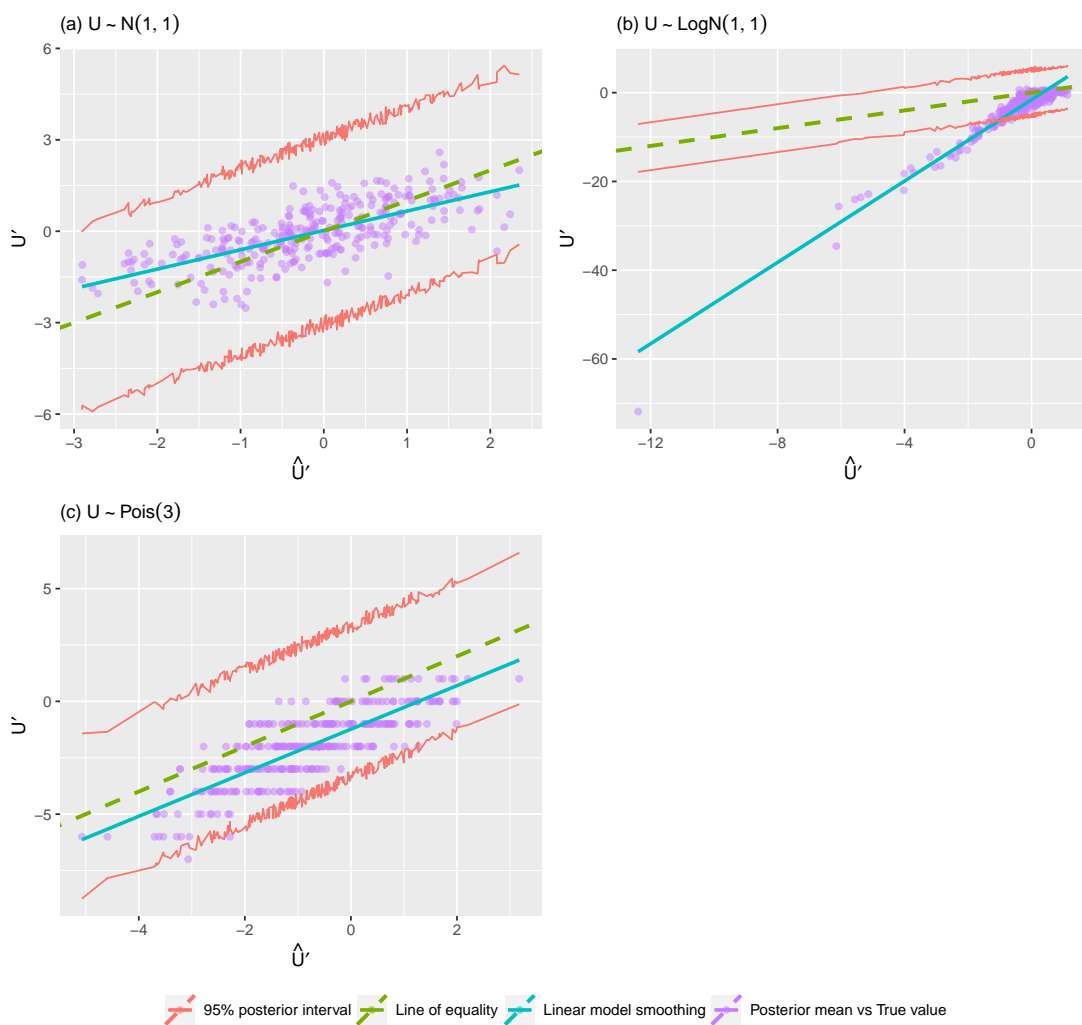 (a) U ~ N(1, 1)
6
3
0
−3
−6
U′
−3
−2
−1
0
1
2
Û′
(b) U ~ LogN(1, 1)
0
−20
−40
−60
U′
−12
−8
−4
0
Û′
(c) U ~ Pois(3)
5
0
−5
U′
−4
−2
0
2
Û′
95% posterior interval
Line of equality
Linear model smoothing
Posterior mean vs True value